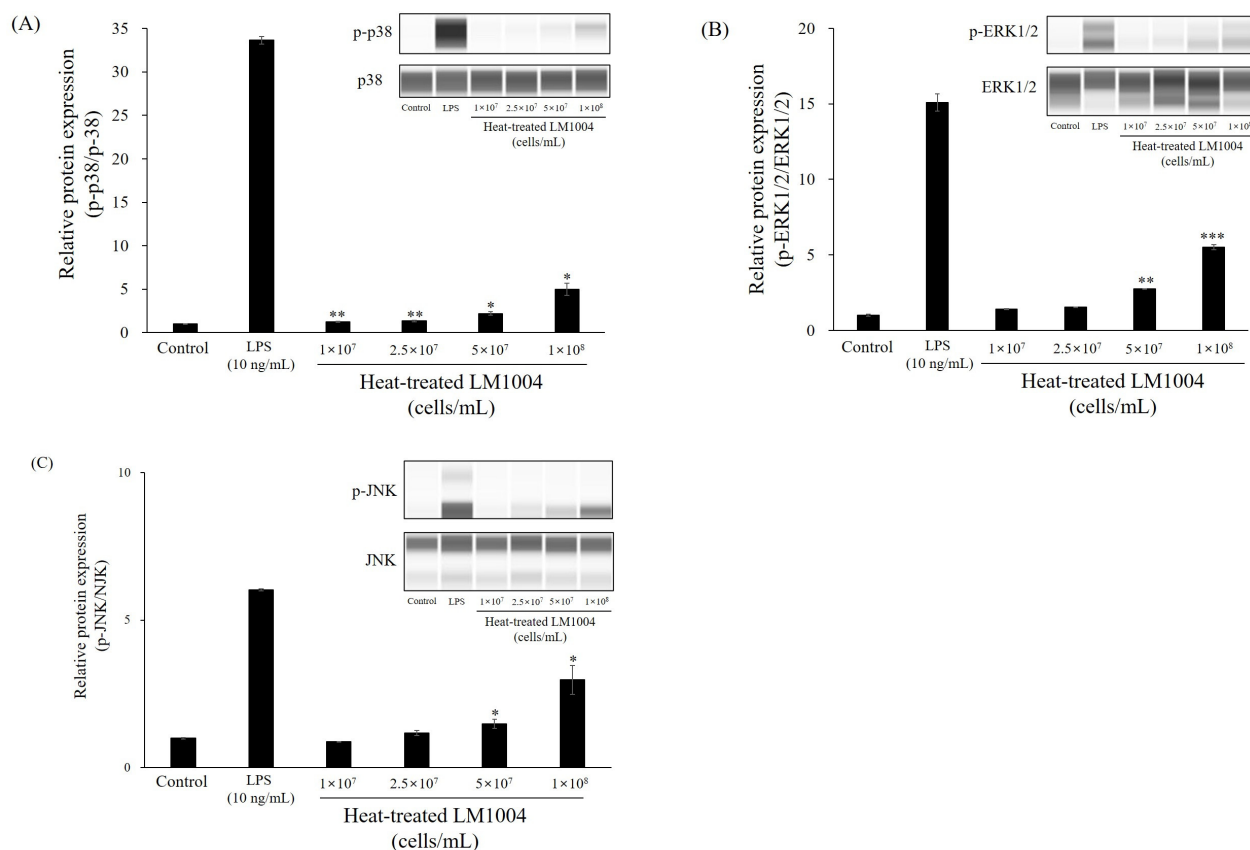 (A)
Relative protein expression
(p-p38/p-38)
35
30
25
20
15
10
5
0
p-p38
p38
Control LPS 1×10⁷ 2.5×10⁷ 5×10⁷ 1×10⁸
Heat-treated LM1004
(cells/mL)
** ** * *
Control LPS 1×10⁷ 2.5×10⁷ 5×10⁷ 1×10⁸
(10 ng/mL)
Heat-treated LM1004
(cells/mL)
(B)
Relative protein expression
(p-ERK1/2/ERK1/2)
20
15
10
5
0
p-ERK1/2
ERK1/2
Control LPS 1×10⁷ 2.5×10⁷ 5×10⁷ 1×10⁸
Heat-treated LM1004
(cells/mL)
** ***
Control LPS 1×10⁷ 2.5×10⁷ 5×10⁷ 1×10⁸
(10 ng/mL)
Heat-treated LM1004
(cells/mL)
(C)
Relative protein expression
(p-JNK/NJK)
10
5
0
p-JNK
JNK
Control LPS 1×10⁷ 2.5×10⁷ 5×10⁷ 1×10⁸
Heat-treated LM1004
(cells/mL)
* *
Control LPS 1×10⁷ 2.5×10⁷ 5×10⁷ 1×10⁸
(10 ng/mL)
Heat-treated LM1004
(cells/mL)